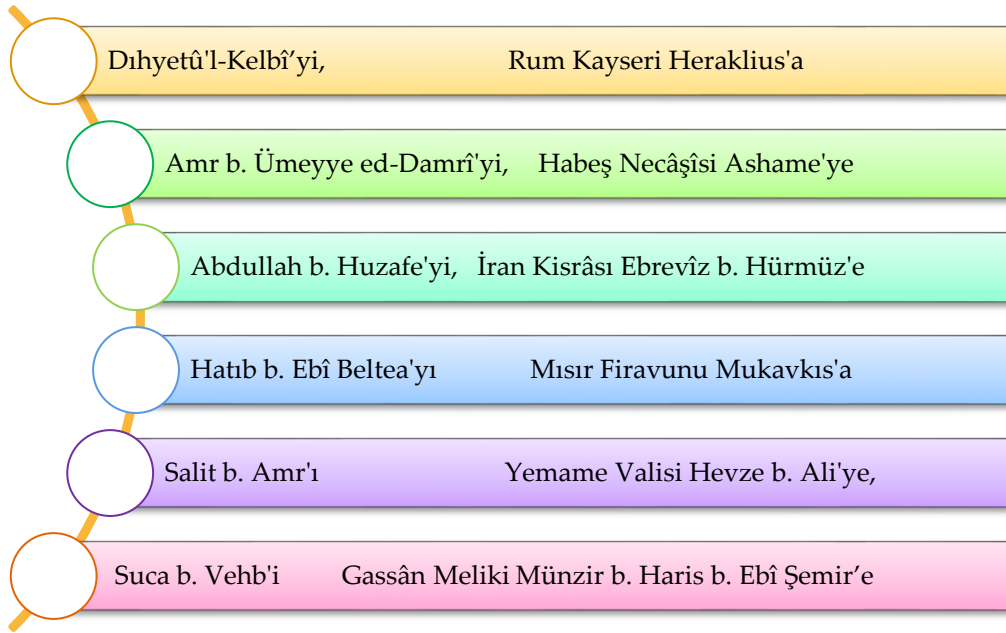 Dıhyetû'l-Kelbî’yi, Rum Kayseri Heraklius'a
Amr b. Ümeyye ed-Damrî'yi, Habeş Necâşîsi Ashame'ye
Abdullah b. Huzafe'yi, İran Kisrâsı Ebrevîz b. Hürmüz'e
Hatıb b. Ebî Beltea'yı Mısır Firavunu Mukavkıs'a
Salit b. Amr'ı Yemame Valisi Hevze b. Ali'ye,
Suca b. Vehb'i Gassân Meliki Münzir b. Haris b. Ebî Şemir’e